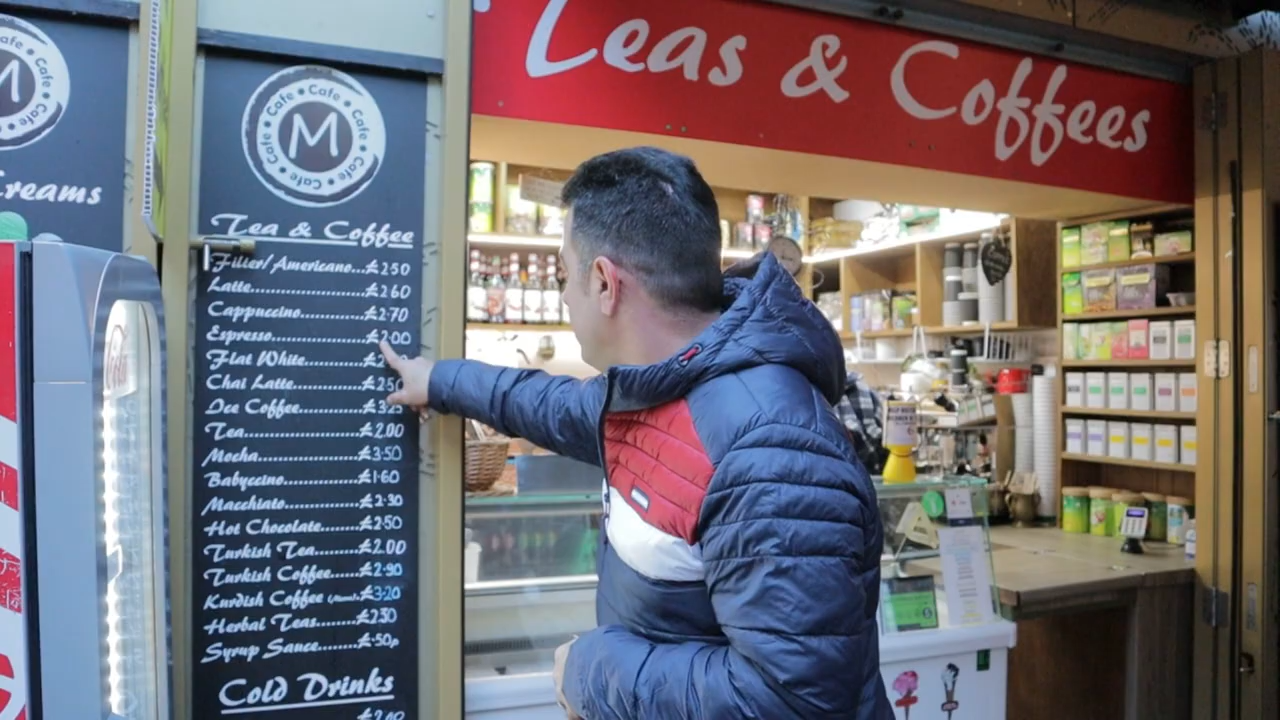 Teas & Coffees
Cafe Cafe Cafe Cafe Cafe Cafe Cafe
M
Creams
Tea & Coffee
Filter/Americano...£2.50
Latte...£2.60
Cappuccino...£2.70
Espresso...£2.00
Flat White...£2
Chai Latte...£2.50
Ice Coffee...£3.25
Tea...£2.00
Mocha...£3.50
Babyccino...£1.60
Macchiato...£2.30
Hot Chocolate...£2.50
Turkish Tea...£2.00
Turkish Coffee...£2.90
Kurdish Coffee £3.20
Herbal Teas...£2.30
Syrup Sauce...£.50p
Cold Drinks